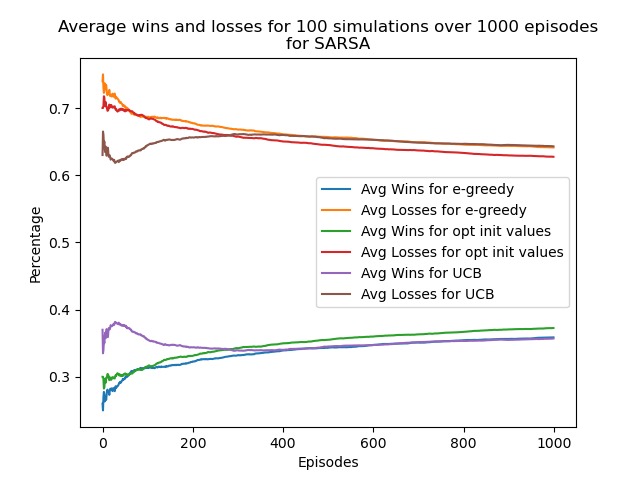 Average wins and losses for 100 simulations over 1000 episodes
for SARSA
0.7
0.6
0.5
0.4
0.3
Percentage
Avg Wins for e-greedy
Avg Losses for e-greedy
Avg Wins for opt init values
Avg Losses for opt init values
Avg Wins for UCB
Avg Losses for UCB
0 200 400 600 800 1000
Episodes